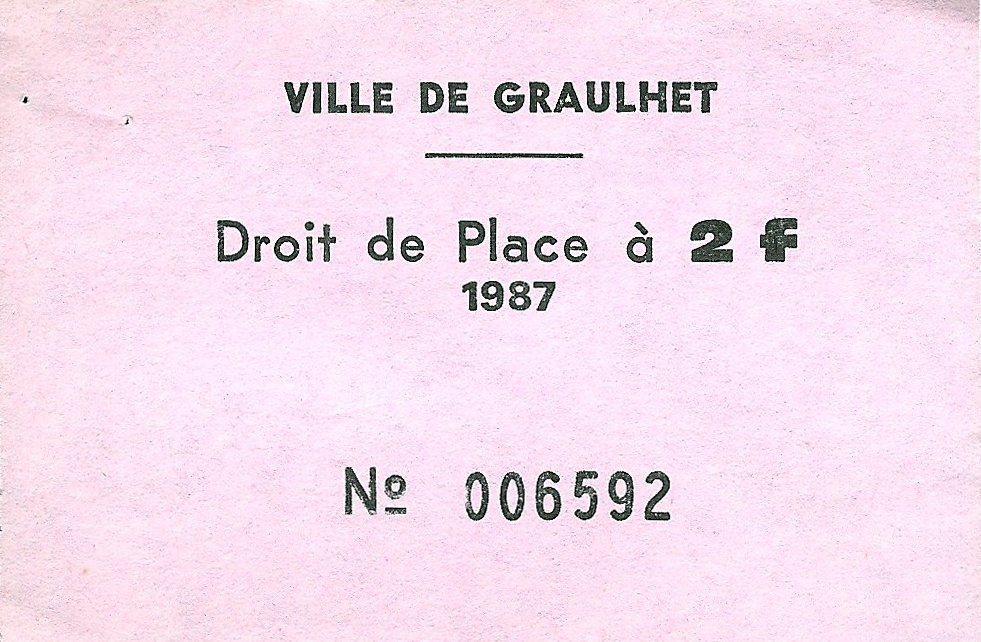 VILLE DE GRAULHET
Droit de Place à 2 f
1987
Nº 006592